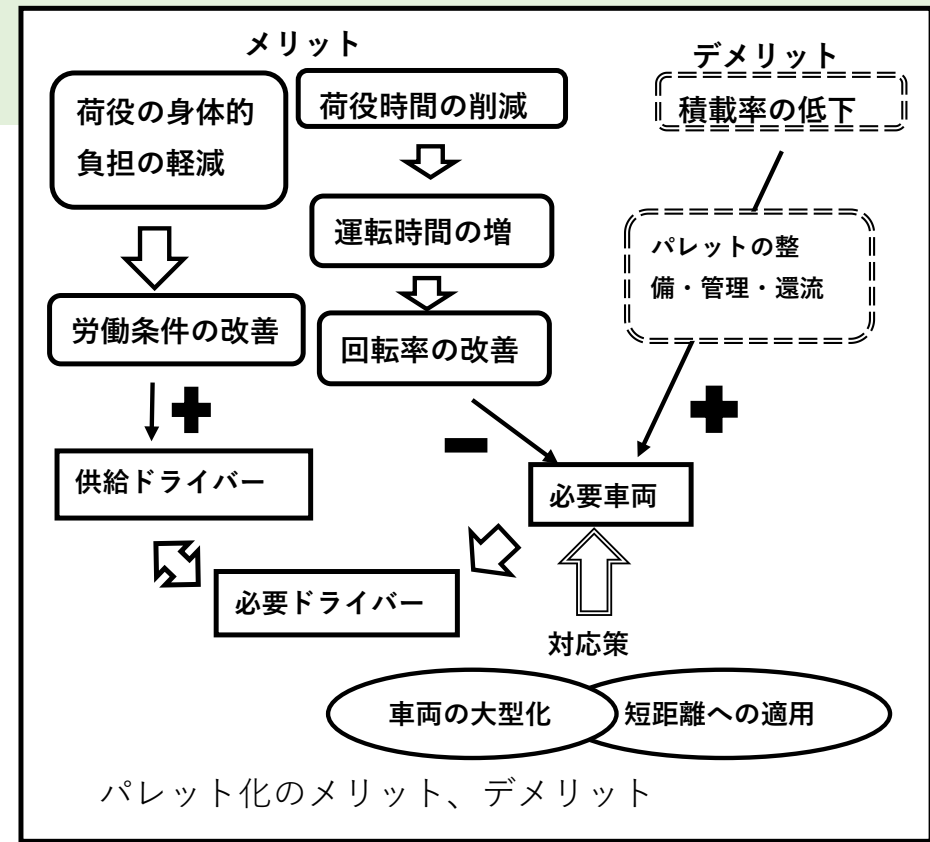 メリット
デメリット
荷役の身体的
負担の軽減
荷役時間の削減
積載率の低下
運転時間の増
パレットの整
備・管理・還流
労働条件の改善
回転率の改善
+
−
+
供給ドライバー
必要車両
必要ドライバー
対応策
車両の大型化
短距離への適用
パレット化のメリット、デメリット